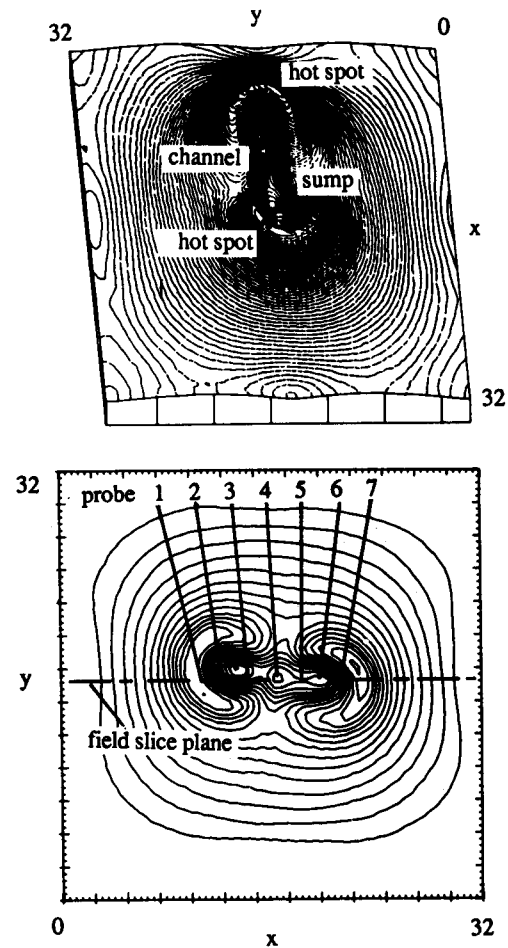 y
32
0
hot spot
channel
sump
x
hot spot
32
32
probe 1 2 3 4 5 6 7
y
field slice plane
0
32
x